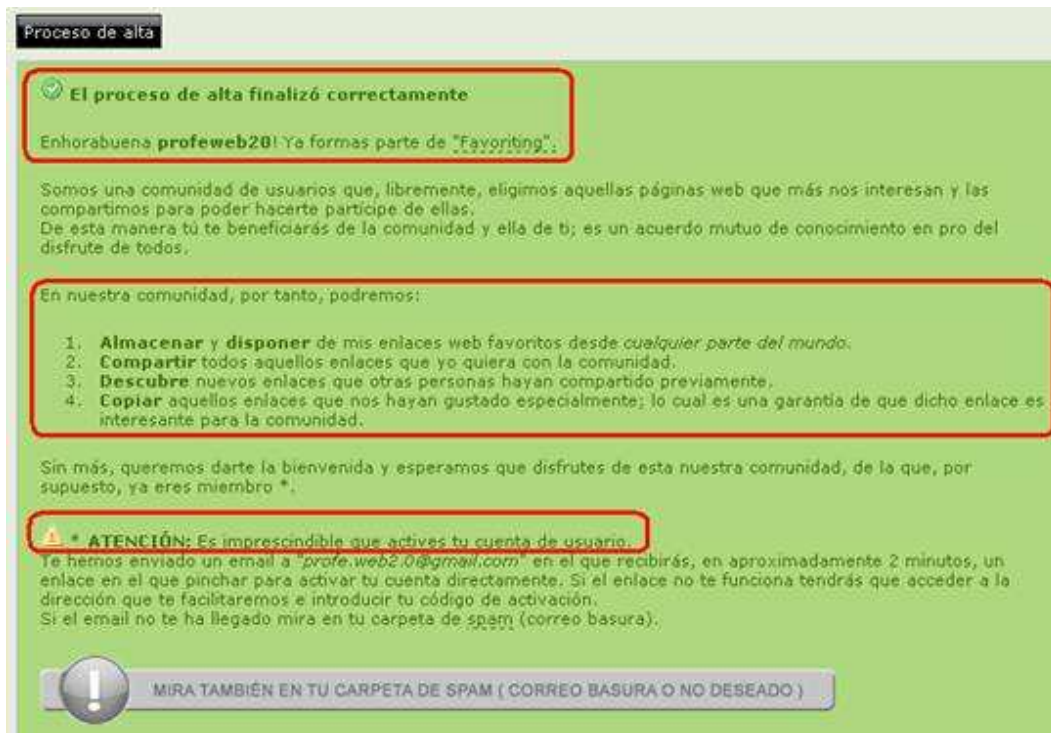 Proceso de alta
El proceso de alta finalizó correctamente
Enhorabuena profeweb20! Ya formas parte de "Favoriting".
Somos una comunidad de usuarios que, libremente, eligimos aquellas páginas web que más nos interesan y las
compartimos para poder hacerte partícipe de ellas.
De esta manera tú te beneficiarás de la comunidad y ella de ti; es un acuerdo mutuo de conocimiento en pro del
disfrute de todos.
En nuestra comunidad, por tanto, podremos:
1. Almacenar y disponer de mis enlaces web favoritos desde cualquier parte del mundo.
2. Compartir todos aquellos enlaces que yo quiera con la comunidad.
3. Descubre nuevos enlaces que otras personas hayan compartido previamente.
4. Copiar aquellos enlaces que nos hayan gustado especialmente; lo cual es una garantía de que dicho enlace es
interesante para la comunidad.
Sin más, queremos darte la bienvenida y esperamos que disfrutes de esta nuestra comunidad, de la que, por
supuesto, ya eres miembro *.
* ATENCIÓN: Es imprescindible que actives tu cuenta de usuario.
Te hemos enviado un email a "profe.web2.0@gmail.com" en el que recibirás, en aproximadamente 2 minutos, un
enlace en el que pinchar para activar tu cuenta directamente. Si el enlace no te funciona tendrás que acceder a la
dirección que te facilitaremos e introducir tu código de activación.
Si el email no te ha llegado mira en tu carpeta de spam (correo basura).
MIRA TAMBIÉN EN TU CARPETA DE SPAM ( CORREO BASURA O NO DESEADO )